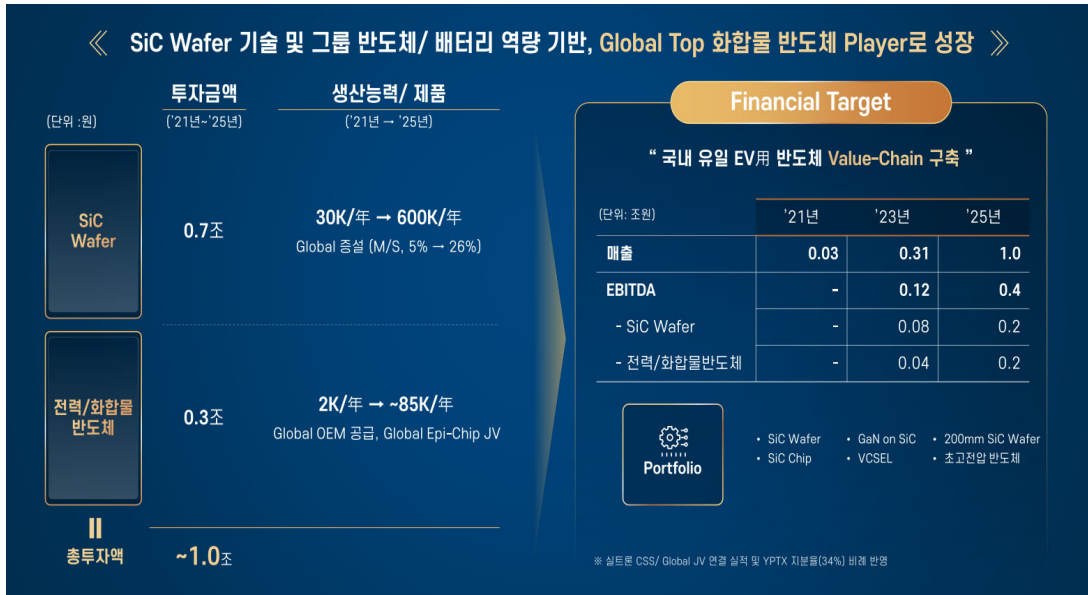 《 SiC Wafer 기술 및 그룹 반도체/ 배터리 역량 기반, Global Top 화합물 반도체 Player로 성장 》
투자금액
('21년~'25년)
생산능력/ 제품
('21년 → '25년)
(단위 :원)
SiC
Wafer
0.7조
30K/年 → 600K/年
Global 증설 (M/S, 5% → 26%)
전력/화합물
반도체
0.3조
2K/年 → ~85K/年
Global OEM 공급, Global Epi-Chip JV
총투자액
~1.0조
Financial Target
“ 국내 유일 EV用 반도체 Value-Chain 구축 ”
(단위: 조원) '21년 '23년 '25년
매출 0.03 0.31 1.0
EBITDA - 0.12 0.4
- SiC Wafer - 0.08 0.2
- 전력/화합물반도체 - 0.04 0.2
Portfolio
• SiC Wafer • GaN on SiC • 200mm SiC Wafer
• SiC Chip • VCSEL • 초고전압 반도체
※ 실트론 CSS/ Global JV 연결 실적 및 YPTX 지분율(34%) 비례 반영